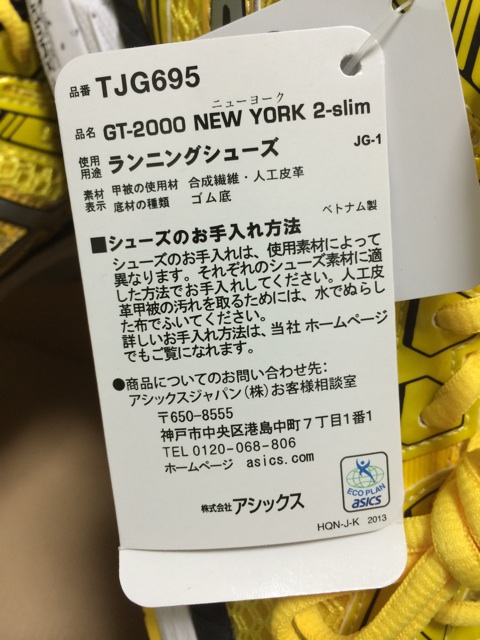 品番 TJG695
ニューヨーク
品名 GT-2000 NEW YORK 2-slim
使用用途 ランニングシューズ
JG-1
素材表示 甲被の使用材 合成繊維・人工皮革
底材の種類 ゴム底
ベトナム製
■シューズのお手入れ方法
シューズのお手入れは、使用素材によって
異なります。それぞれのシューズ素材に適
した方法でお手入れしてください。人工皮
革甲被の汚れを取るためには、水でぬらし
た布でふいてください。
詳しいお手入れ方法は、当社 ホームページ
でもご覧になれます。
●商品についてのお問い合わせ先：
アシックスジャパン（株）お客様相談室
〒650-8555
神戸市中央区港島中町７丁目１番１
TEL 0120-068-806
ホームページ asics.com
株式会社 アシックス
ECO PLAN
asics
HQN-J-K 2013